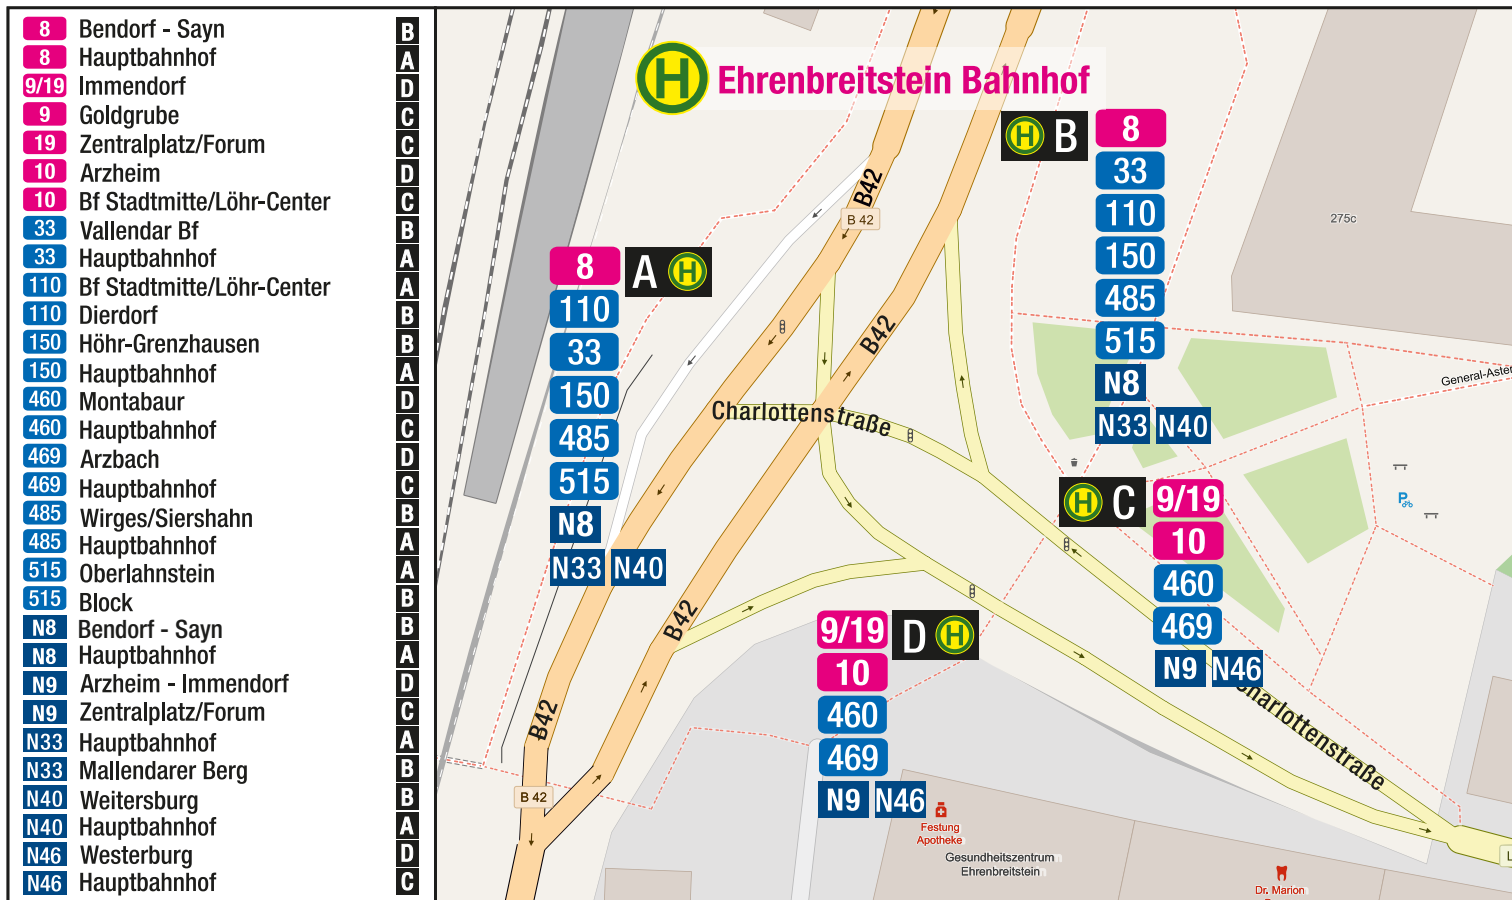 8 Bendorf - Sayn B
8 Hauptbahnhof A
9/19 Immendorf D
9 Goldgrube C
19 Zentralplatz/Forum C
10 Arzheim D
10 Bf Stadtmitte/Löhr-Center C
33 Vallendar Bf B
33 Hauptbahnhof A
110 Bf Stadtmitte/Löhr-Center A
110 Dierdorf B
150 Höhr-Grenzhausen B
150 Hauptbahnhof A
460 Montabaur D
460 Hauptbahnhof C
469 Arzbach D
469 Hauptbahnhof C
485 Wirges/Siershahn B
485 Hauptbahnhof A
515 Oberlahnstein A
515 Block B
N8 Bendorf - Sayn B
N8 Hauptbahnhof A
N9 Arzheim - Immendorf D
N9 Zentralplatz/Forum C
N33 Hauptbahnhof A
N33 Mallendarer Berg B
N40 Weitersburg B
N40 Hauptbahnhof A
N46 Westerburg D
N46 Hauptbahnhof C
H Ehrenbreitstein Bahnhof
H B
8
33
110
150
485
515
N8
N33 N40
275c
B42
B 42
A H
8
110
33
150
485
515
N8
N33 N40
B42
Charlottenstraße
General-Aster
P
H C
9/19
10
460
469
N9 N46
B42
D H
9/19
10
460
469
N9 N46
Charlottenstraße
B42
B 42
Festung
Apotheke
Gesundheitszentrum
Ehrenbreitstein
Dr. Marion
L